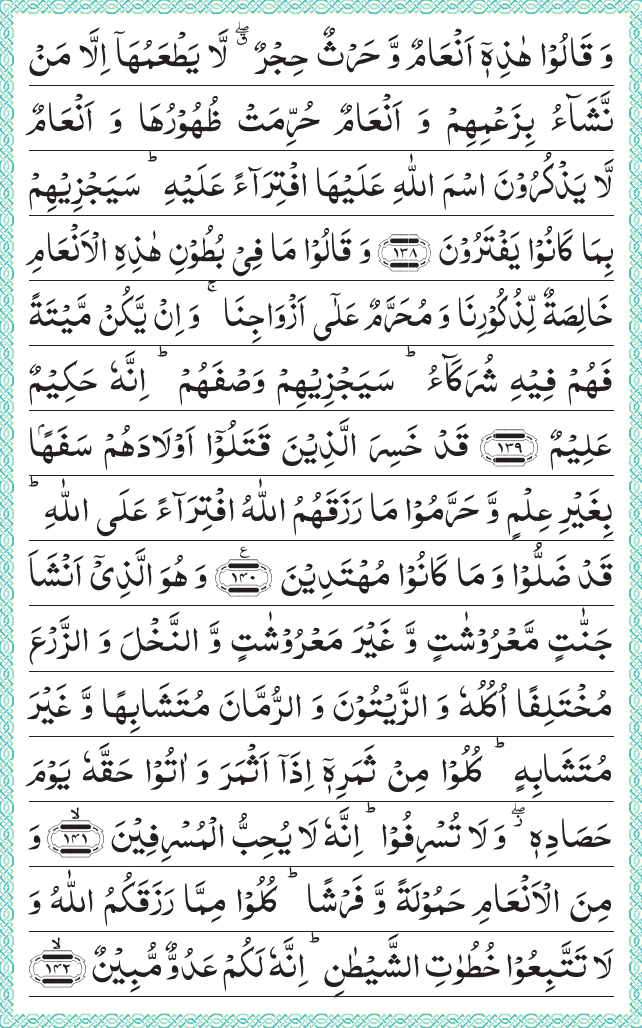 وَ قَالُوْا هٰذِهٖۤ اَنْعَامٌ وَّ حَرْثٌ حِجْرٌ ۖۗ لَّا یَطْعَمُهَاۤ اِلَّا مَنْ
نَّشَآءُ بِزَعْمِهِمْ وَ اَنْعَامٌ حُرِّمَتْ ظُهُوْرُهَا وَ اَنْعَامٌ
لَّا یَذْكُرُوْنَ اسْمَ اللّٰهِ عَلَیْهَا افْتِرَآءً عَلَیْهِ ؕ سَیَجْزِیْهِمْ
بِمَا كَانُوْا یَفْتَرُوْنَ ﴿۱۳۸﴾ وَ قَالُوْا مَا فِیْ بُطُوْنِ هٰذِهِ الْاَنْعَامِ
خَالِصَةٌ لِّذُكُوْرِنَا وَ مُحَرَّمٌ عَلٰۤی اَزْوَاجِنَا ۚ وَ اِنْ یَّكُنْ مَّیْتَةً
فَهُمْ فِیْهِ شُرَكَآءُ ؕ سَیَجْزِیْهِمْ وَصْفَهُمْ ؕ اِنَّهٗ حَكِیْمٌ
عَلِیْمٌ ﴿۱۳۹﴾ قَدْ خَسِرَ الَّذِیْنَ قَتَلُوْۤا اَوْلَادَهُمْ سَفَهًۢا
بِغَیْرِ عِلْمٍ وَّ حَرَّمُوْا مَا رَزَقَهُمُ اللّٰهُ افْتِرَآءً عَلَی اللّٰهِ ؕ
قَدْ ضَلُّوْا وَ مَا كَانُوْا مُهْتَدِیْنَ ﴿۱۴۰﴾ ع وَ هُوَ الَّذِیْۤ اَنْشَاَ
جَنّٰتٍ مَّعْرُوْشٰتٍ وَّ غَیْرَ مَعْرُوْشٰتٍ وَّ النَّخْلَ وَ الزَّرْعَ
مُخْتَلِفًا اُكُلُهٗ وَ الزَّیْتُوْنَ وَ الرُّمَّانَ مُتَشَابِهًا وَّ غَیْرَ
مُتَشَابِهٍ ؕ كُلُوْا مِنْ ثَمَرِهٖۤ اِذَاۤ اَثْمَرَ وَ اٰتُوْا حَقَّهٗ یَوْمَ
حَصَادِهٖ ۖؗ وَ لَا تُسْرِفُوْا ؕ اِنَّهٗ لَا یُحِبُّ الْمُسْرِفِیْنَ ﴿۱۴۱﴾ۙ وَ
مِنَ الْاَنْعَامِ حَمُوْلَةً وَّ فَرْشًا ؕ كُلُوْا مِمَّا رَزَقَكُمُ اللّٰهُ وَ
لَا تَتَّبِعُوْا خُطُوٰتِ الشَّیْطٰنِ ؕ اِنَّهٗ لَكُمْ عَدُوٌّ مُّبِیْنٌ ﴿۱۴۲﴾ۙ